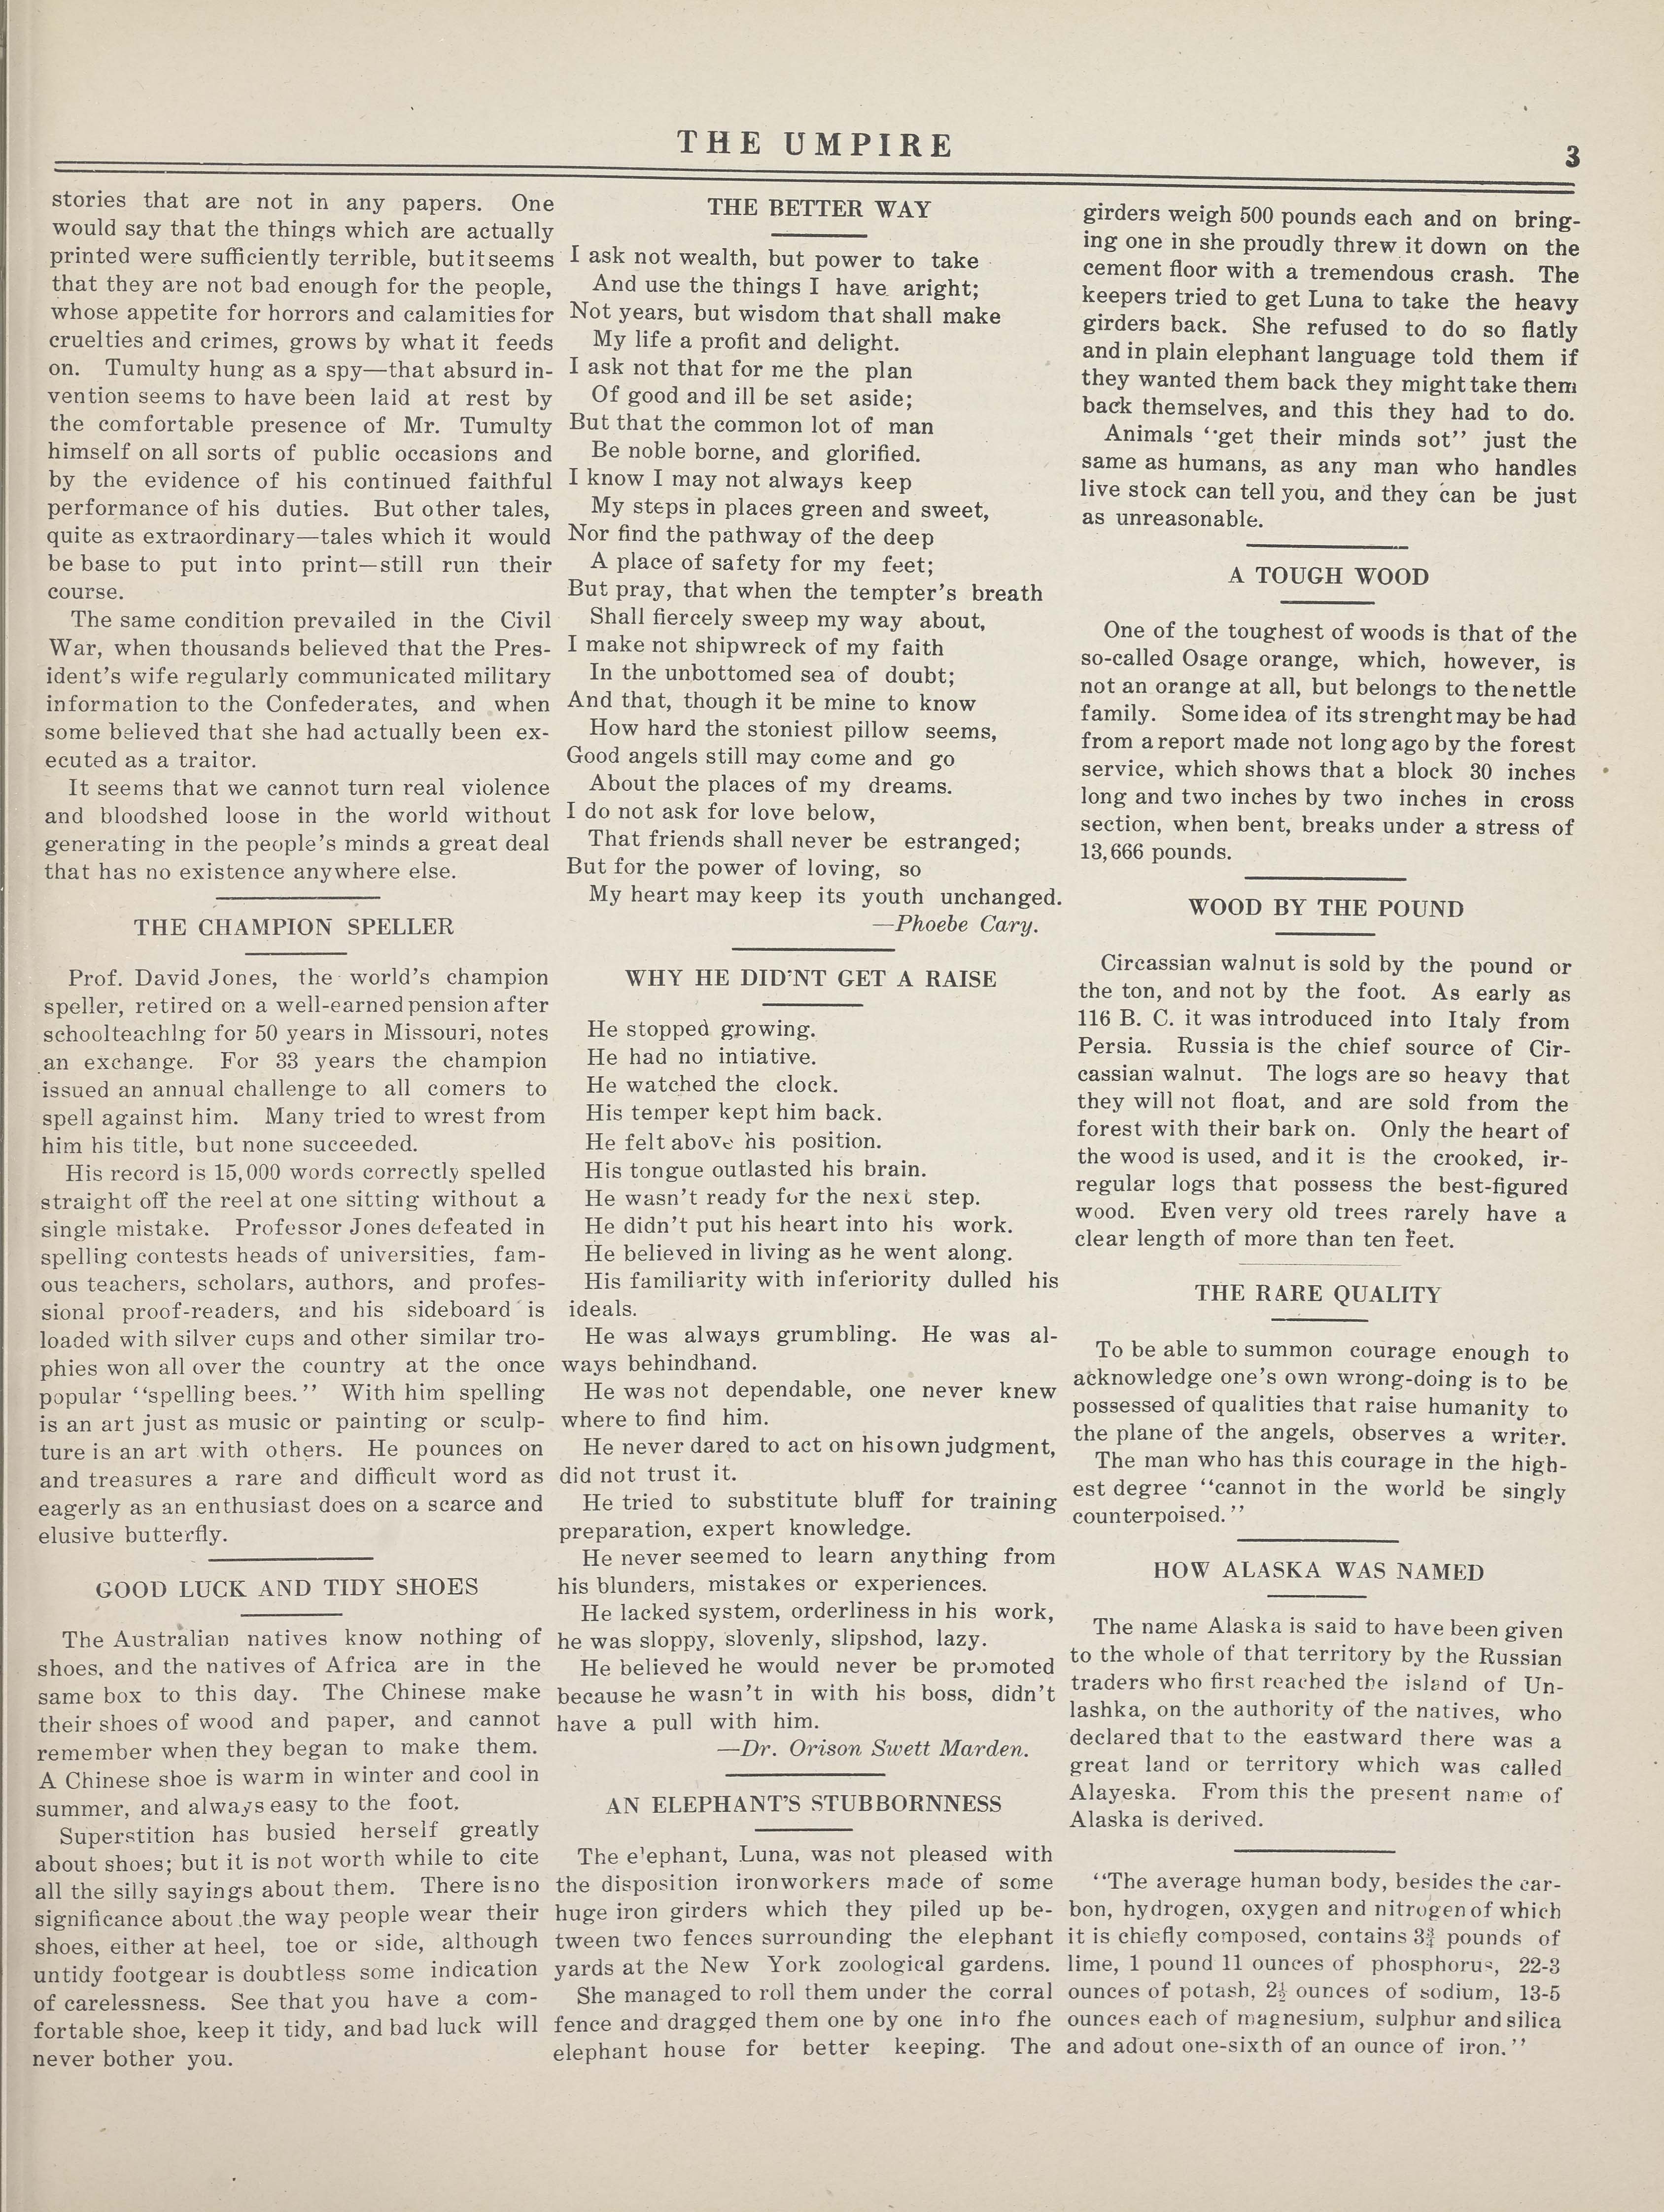 THE UMPIRE
3
stories that are not in any papers. One
would say that the things which are actually
printed were sufficiently terrible, but it seems
that they are not bad enough for the people,
whose appetite for horrors and calamities for
cruelties and crimes, grows by what it feeds
on. Tumulty hung as a spy—that absurd in-
vention seems to have been laid at rest by
the comfortable presence of Mr. Tumulty
himself on all sorts of public occasions and
by the evidence of his continued faithful
performance of his duties. But other tales,
quite as extraordinary—tales which it would
be base to put into print—still run their
course.
The same condition prevailed in the Civil
War, when thousands believed that the Pres-
ident's wife regularly communicated military
information to the Confederates, and when
some believed that she had actually been ex-
ecuted as a traitor.
It seems that we cannot turn real violence
and bloodshed loose in the world without
generating in the people's minds a great deal
that has no existence anywhere else.
THE CHAMPION SPELLER
Prof. David Jones, the world's champion
speller, retired on a well-earned pension after
schoolteachlng for 50 years in Missouri, notes
an exchange. For 33 years the champion
issued an annual challenge to all comers to
spell against him. Many tried to wrest from
him his title, but none succeeded.
His record is 15,000 words correctly spelled
straight off the reel at one sitting without a
single mistake. Professor Jones defeated in
spelling contests heads of universities, fam-
ous teachers, scholars, authors, and profes-
sional proof-readers, and his sideboard is
loaded with silver cups and other similar tro-
phies won all over the country at the once
popular "spelling bees." With him spelling
is an art just as music or painting or sculp-
ture is an art with others. He pounces on
and treasures a rare and difficult word as
eagerly as an enthusiast does on a scarce and
elusive butterfly.
GOOD LUCK AND TIDY SHOES
The Australian natives know nothing of
shoes, and the natives of Africa are in the
same box to this day. The Chinese make
their shoes of wood and paper, and cannot
remember when they began to make them.
A Chinese shoe is warm in winter and cool in
summer, and always easy to the foot.
Superstition has busied herself greatly
about shoes; but it is not worth while to cite
all the silly sayings about them. There is no
significance about the way people wear their
shoes, either at heel, toe or side, although
untidy footgear is doubtless some indication
of carelessness. See that you have a com-
fortable shoe, keep it tidy, and bad luck will
never bother you.
THE BETTER WAY
I ask not wealth, but power to take
And use the things I have aright;
Not years, but wisdom that shall make
My life a profit and delight.
I ask not that for me the plan
Of good and ill be set aside;
But that the common lot of man
Be noble borne, and glorified.
I know I may not always keep
My steps in places green and sweet,
Nor find the pathway of the deep
A place of safety for my feet;
But pray, that when the tempter's breath
Shall fiercely sweep my way about,
I make not shipwreck of my faith
In the unbottomed sea of doubt;
And that, though it be mine to know
How hard the stoniest pillow seems,
Good angels still may come and go
About the places of my dreams.
I do not ask for love below,
That friends shall never be estranged;
But for the power of loving, so
My heart may keep its youth unchanged.
—Phoebe Cary.
WHY HE DID'NT GET A RAISE
He stopped growing.
He had no intiative.
He watched the clock.
His temper kept him back.
He felt above his position.
His tongue outlasted his brain.
He wasn't ready for the next step.
He didn't put his heart into his work.
He believed in living as he went along.
His familiarity with inferiority dulled his
ideals.
He was always grumbling. He was al-
ways behindhand.
He was not dependable, one never knew
where to find him.
He never dared to act on his own judgment,
did not trust it.
He tried to substitute bluff for training
preparation, expert knowledge.
He never seemed to learn anything from
his blunders, mistakes or experiences.
He lacked system, orderliness in his work,
he was sloppy, slovenly, slipshod, lazy.
He believed he would never be promoted
because he wasn't in with his boss, didn't
have a pull with him.
—Dr. Orison Swett Marden.
AN ELEPHANT'S STUBBORNNESS
The elephant, Luna, was not pleased with
the disposition ironworkers made of some
huge iron girders which they piled up be-
tween two fences surrounding the elephant
yards at the New York zoological gardens.
She managed to roll them under the corral
fence and dragged them one by one into fhe
elephant house for better keeping. The
girders weigh 500 pounds each and on bring-
ing one in she proudly threw it down on the
cement floor with a tremendous crash. The
keepers tried to get Luna to take the heavy
girders back. She refused to do so flatly
and in plain elephant language told them if
they wanted them back they might take them
back themselves, and this they had to do.
Animals "get their minds sot" just the
same as humans, as any man who handles
live stock can tell you, and they can be just
as unreasonable.
A TOUGH WOOD
One of the toughest of woods is that of the
so-called Osage orange, which, however, is
not an orange at all, but belongs to the nettle
family. Some idea of its strenght may be had
from a report made not long ago by the forest
service, which shows that a block 30 inches
long and two inches by two inches in cross
section, when bent, breaks under a stress of
13,666 pounds.
WOOD BY THE POUND
Circassian walnut is sold by the pound or
the ton, and not by the foot. As early as
116 B. C. it was introduced into Italy from
Persia. Russia is the chief source of Cir-
cassian walnut. The logs are so heavy that
they will not float, and are sold from the
forest with their bark on. Only the heart of
the wood is used, and it is the crooked, ir-
regular logs that possess the best-figured
wood. Even very old trees rarely have a
clear length of more than ten feet.
THE RARE QUALITY
To be able to summon courage enough to
acknowledge one's own wrong-doing is to be
possessed of qualities that raise humanity to
the plane of the angels, observes a writer.
The man who has this courage in the high-
est degree "cannot in the world be singly
counterpoised."
HOW ALASKA WAS NAMED
The name Alaska is said to have been given
to the whole of that territory by the Russian
traders who first reached the island of Un-
lashka, on the authority of the natives, who
declared that to the eastward there was a
great land or territory which was called
Alayeska. From this the present name of
Alaska is derived.
"The average human body, besides the car-
bon, hydrogen, oxygen and nitrogen of which
it is chiefly composed, contains 3¾ pounds of
lime, 1 pound 11 ounces of phosphorus, 22-3
ounces of potash, 2½ ounces of sodium, 13-5
ounces each of magnesium, sulphur and silica
and adout one-sixth of an ounce of iron."